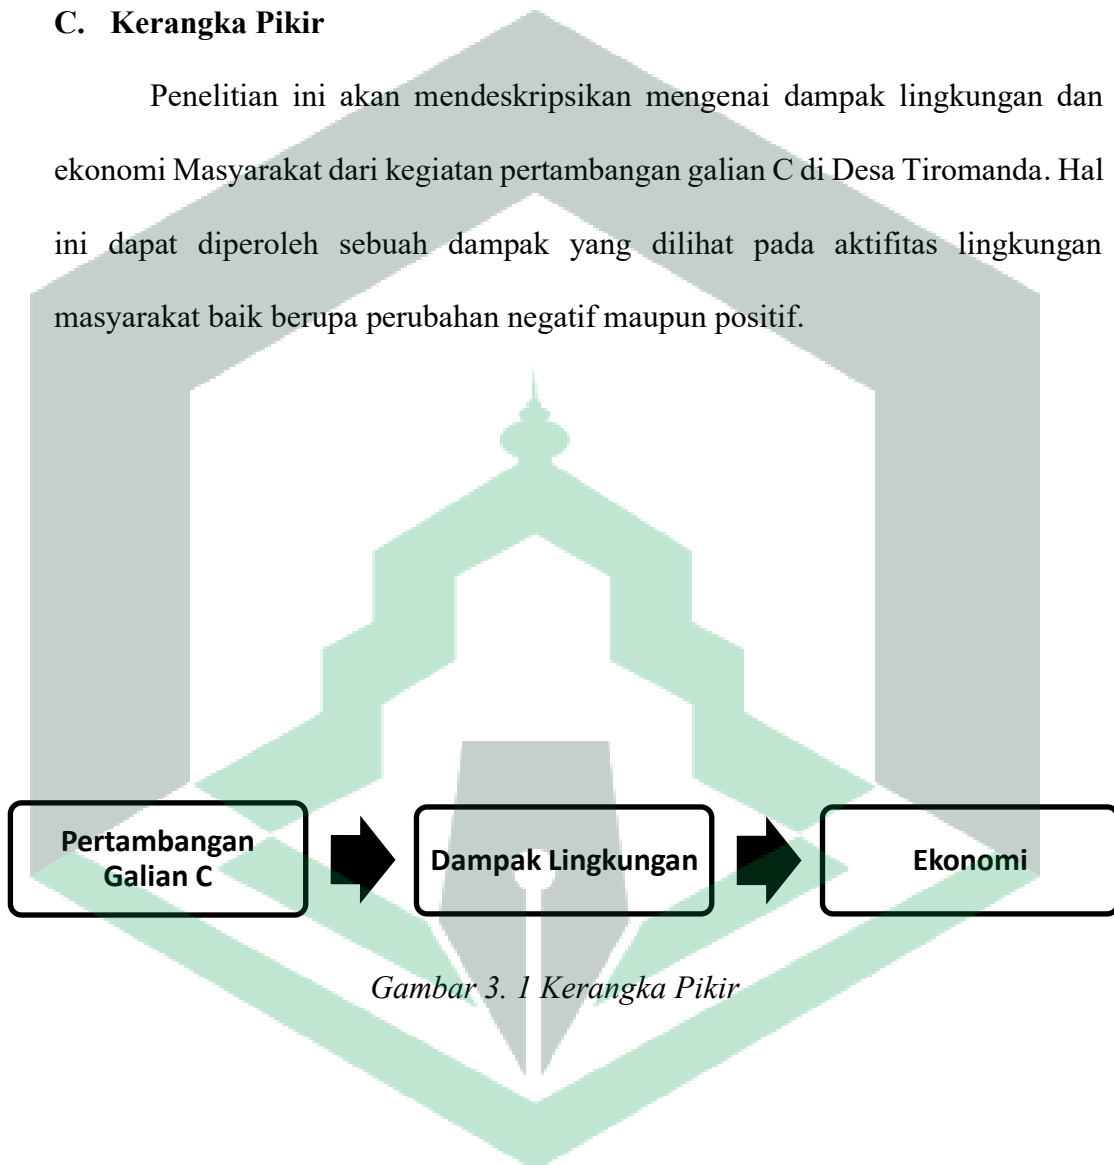 C. Kerangka Pikir
Penelitian ini akan mendeskripsikan mengenai dampak lingkungan dan
ekonomi Masyarakat dari kegiatan pertambangan galian C di Desa Tiromanda. Hal
ini dapat diperoleh sebuah dampak yang dilihat pada aktifitas lingkungan
masyarakat baik berupa perubahan negatif maupun positif.
Pertambangan
Galian C
Dampak Lingkungan
Ekonomi
Gambar 3. 1 Kerangka Pikir